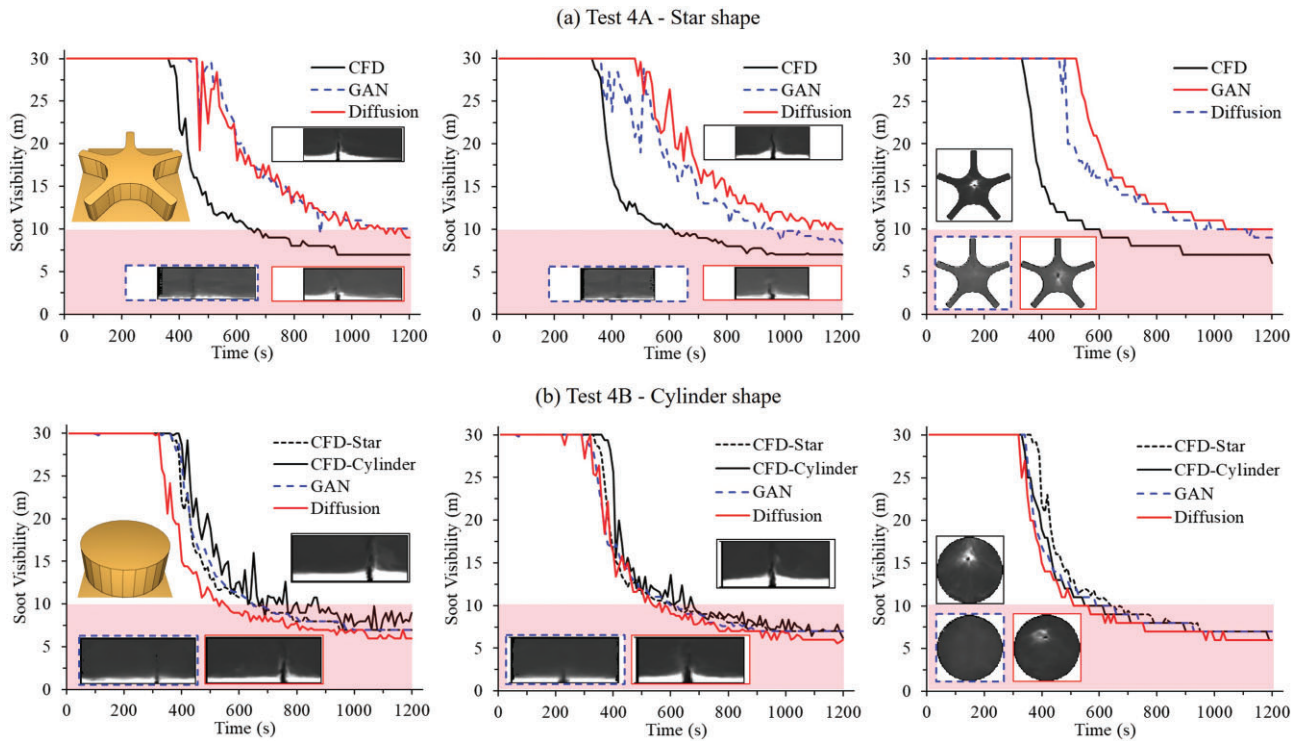 (a) Test 4A - Star shape
30
25
20
15
10
5
0
Soot Visibility (m)
CFD
GAN
Diffusion
0 200 400 600 800 1000 1200
Time (s)
30
25
20
15
10
5
0
Soot Visibility (m)
CFD
GAN
Diffusion
0 200 400 600 800 1000 1200
Time (s)
30
25
20
15
10
5
0
Soot Visibility (m)
CFD
GAN
Diffusion
0 200 400 600 800 1000 1200
Time (s)
(b) Test 4B - Cylinder shape
30
25
20
15
10
5
0
Soot Visibility (m)
CFD-Star
CFD-Cylinder
GAN
Diffusion
0 200 400 600 800 1000 1200
Time (s)
30
25
20
15
10
5
0
Soot Visibility (m)
CFD-Star
CFD-Cylinder
GAN
Diffusion
0 200 400 600 800 1000 1200
Time (s)
30
25
20
15
10
5
0
Soot Visibility (m)
CFD-Star
CFD-Cylinder
GAN
Diffusion
0 200 400 600 800 1000 1200
Time (s)